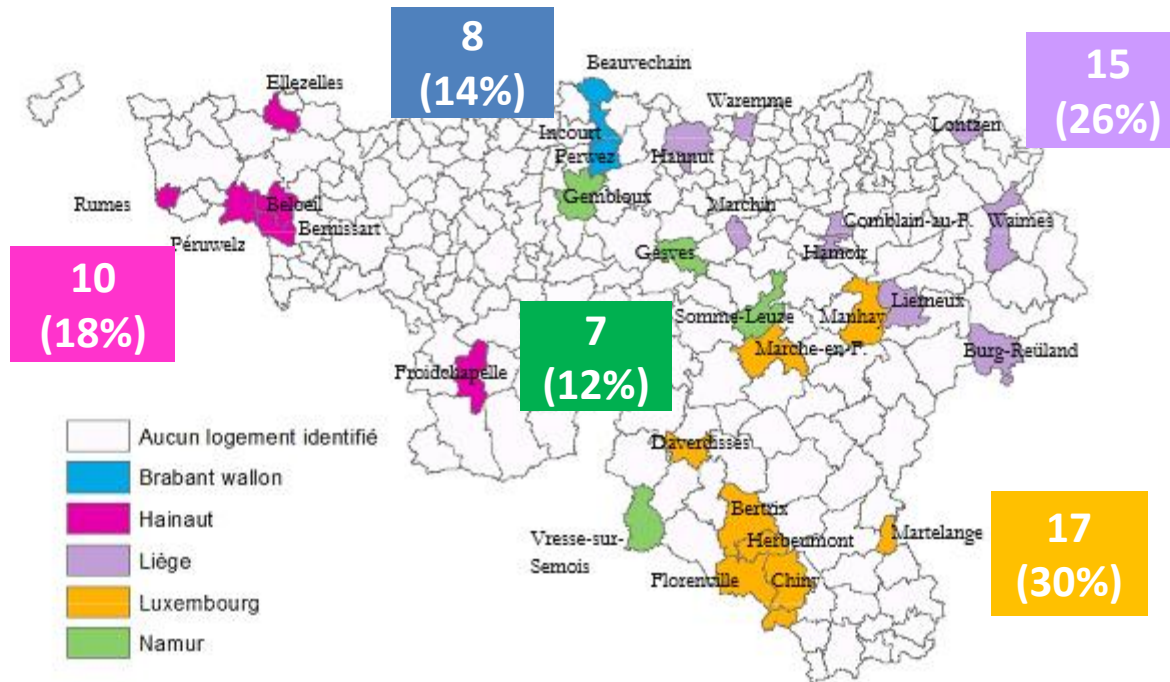 8
(14%)
Beauvechain
15
(26%)
Ellezelles
Waremme
Lontzen
Incourt
Perwez
Hannut
Gembloux
Rumes
Beloeil
Bernissart
Péruwelz
Marchin
Comblain-au-P.
Waimes
Hamoir
Gesves
10
(18%)
7
(12%)
Somme-Leuze
Manhay
Lierneux
Marche-en-F.
Burg-Reüland
Froidchapelle
Aucun logement identifié
Brabant wallon
Hainaut
Liège
Luxembourg
Namur
Daverdisses
Bertrix
Herbeumont
Martelange
Vresse-sur-
Semois
Florenville
Chiny
17
(30%)